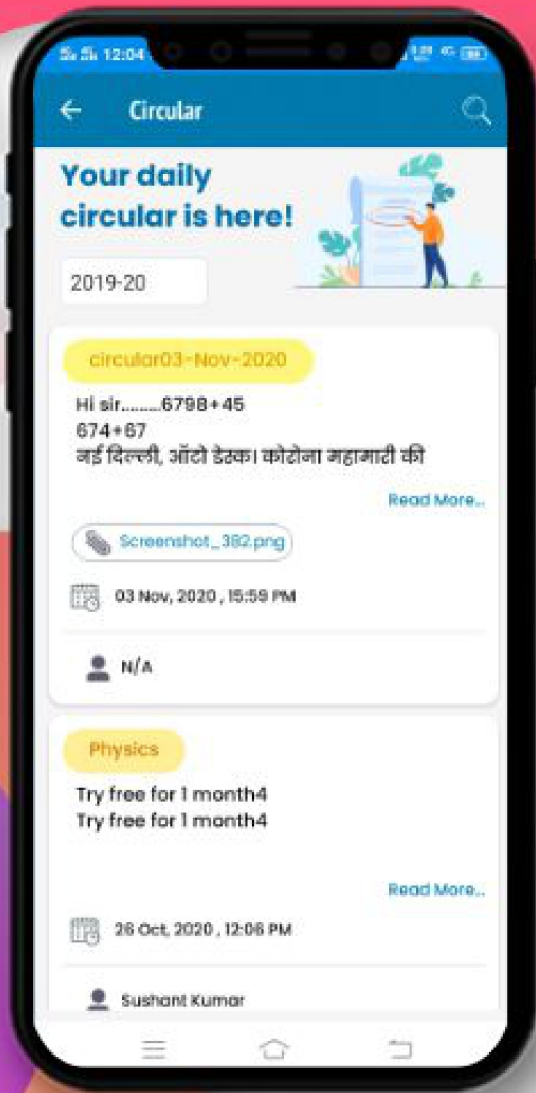 12:04
Circular
Your daily
circular is here!
2019-20
circular03-Nov-2020
Hi sir.........6798+45
674+67
नई दिल्ली, ऑटो डेस्क। कोरोना महामारी की
Read More...
Screenshot_382.png
03 Nov, 2020 , 15:59 PM
N/A
Physics
Try free for 1 month4
Try free for 1 month4
Read More...
26 Oct, 2020 , 12:06 PM
Sushant Kumar